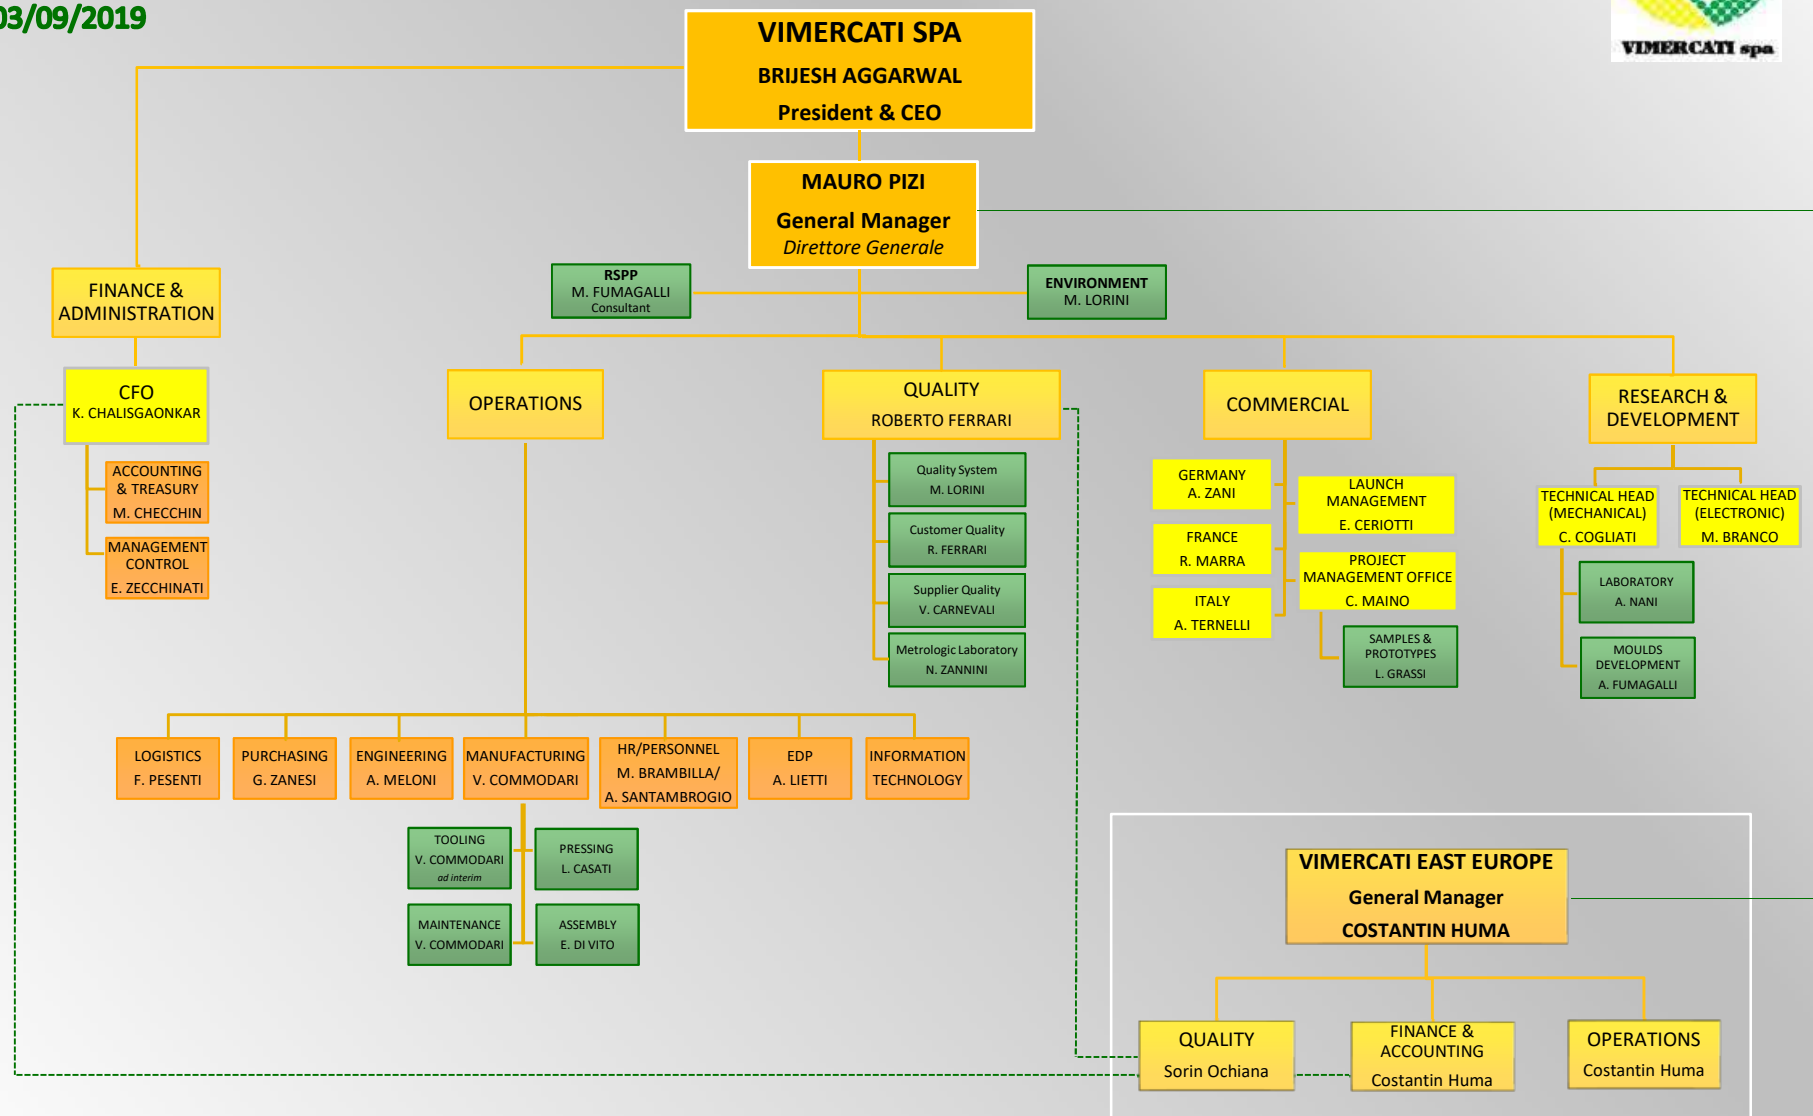 03/09/2019
VIMERCATI spa
VIMERCATI SPA
BRIJESH AGGARWAL
President & CEO
MAURO PIZI
General Manager
Direttore Generale
RSPP
M. FUMAGALLI
Consultant
ENVIRONMENT
M. LORINI
FINANCE &
ADMINISTRATION
CFO
K. CHALISGAONKAR
ACCOUNTING
& TREASURY
M. CHECCHIN
MANAGEMENT
CONTROL
E. ZECCHINATI
OPERATIONS
QUALITY
ROBERTO FERRARI
Quality System
M. LORINI
Customer Quality
R. FERRARI
Supplier Quality
V. CARNEVALI
Metrologic Laboratory
N. ZANNINI
COMMERCIAL
GERMANY
A. ZANI
FRANCE
R. MARRA
ITALY
A. TERNELLI
LAUNCH
MANAGEMENT
E. CERIOTTI
PROJECT
MANAGEMENT OFFICE
C. MAINO
SAMPLES &
PROTOTYPES
L. GRASSI
RESEARCH &
DEVELOPMENT
TECHNICAL HEAD
(MECHANICAL)
C. COGLIATI
TECHNICAL HEAD
(ELECTRONIC)
M. BRANCO
LABORATORY
A. NANI
MOULDS
DEVELOPMENT
A. FUMAGALLI
LOGISTICS
F. PESENTI
PURCHASING
G. ZANESI
ENGINEERING
A. MELONI
MANUFACTURING
V. COMMODARI
HR/PERSONNEL
M. BRAMBILLA/
A. SANTAMBROGIO
EDP
A. LIETTI
INFORMATION
TECHNOLOGY
TOOLING
V. COMMODARI
ad interim
PRESSING
L. CASATI
MAINTENANCE
V. COMMODARI
ASSEMBLY
E. DI VITO
VIMERCATI EAST EUROPE
General Manager
COSTANTIN HUMA
QUALITY
Sorin Ochiana
FINANCE &
ACCOUNTING
Costantin Huma
OPERATIONS
Costantin Huma